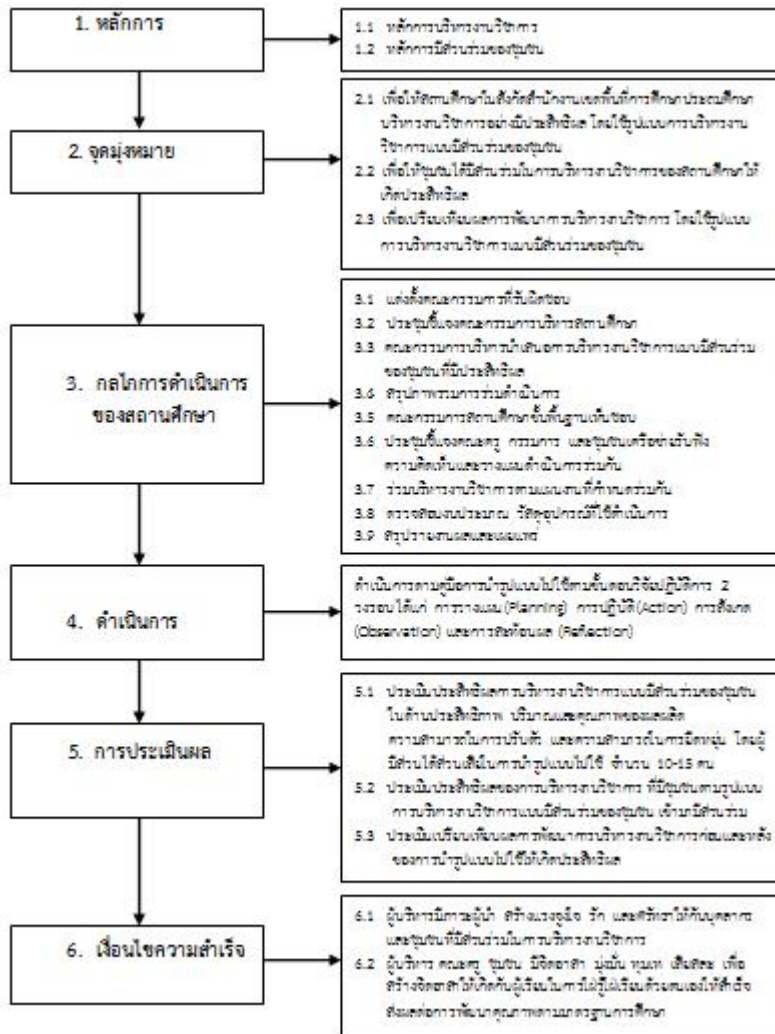 1. หลักการ
1.1 หลักการบริหารงานวิชาการ
1.2 หลักการมีส่วนร่วมของชุมชน
2. จุดมุ่งหมาย
2.1 เพื่อให้สถานศึกษาในสังกัดสำนักงานเขตพื้นที่การศึกษาประถมศึกษา
บริหารงานวิชาการอย่างมีประสิทธิผล โดยใช้รูปแบบการบริหารงาน
วิชาการแบบมีส่วนร่วมของชุมชน
2.2 เพื่อให้ชุมชนได้มีส่วนร่วมในการบริหารงานวิชาการของสถานศึกษาให้
เกิดประสิทธิผล
2.3 เพื่อเปรียบเทียบผลการพัฒนาการบริหารงานวิชาการ โดยใช้รูปแบบ
การบริหารงานวิชาการแบบมีส่วนร่วมของชุมชน
3. กลไกการดำเนินการ
ของสถานศึกษา
3.1 แต่งตั้งคณะกรรมการที่รับผิดชอบ
3.2 ประชุมชี้แจงคณะกรรมการบริหารสถานศึกษา
3.3 คณะกรรมการบริหารนำเสนอการบริหารงานวิชาการแบบมีส่วนร่วม
ของชุมชนที่มีประสิทธิผล
3.6 สรุปภาพรวมการร่วมดำเนินการ
3.5 คณะกรรมการสถานศึกษาขั้นพื้นฐานเห็นชอบ
3.6 ประชุมชี้แจงคณะครู กรรมการ และชุมชนเครือข่ายรับฟัง
ความคิดเห็นและวางแผนดำเนินการร่วมกัน
3.7 ร่วมบริหารงานวิชาการตามแผนงานที่กำหนดร่วมกัน
3.8 ตรวจสอบงบประมาณ วัสดุอุปกรณ์ที่ใช้ดำเนินการ
3.9 สรุปรายงานผลและเผยแพร่
4. ดำเนินการ
ดำเนินการตามคู่มือการนำรูปแบบไปใช้ตามขั้นตอนวิจัยปฏิบัติการ 2
วงรอบ ได้แก่ การวางแผน(Planning) การปฏิบัติ(Action) การสังเกต
(Observation) และการสะท้อนผล (Reflection)
5. การประเมินผล
5.1 ประเมินประสิทธิผลการบริหารงานวิชาการแบบมีส่วนร่วมของชุมชน
ในด้านประสิทธิภาพ ปริมาณและคุณภาพของผลผลิต
ความสามารถในการปรับตัว และความสามารถในการยืดหยุ่น โดยผู้
มีส่วนได้ส่วนเสียในการนำรูปแบบไปใช้ จำนวน 10-15 คน
5.2 ประเมินประสิทธิผลของการบริหารงานวิชาการ ที่มีชุมชนตามรูปแบบ
การบริหารงานวิชาการแบบมีส่วนร่วมของชุมชน เข้ามามีส่วนร่วม
5.3 ประเมินเปรียบเทียบผลการพัฒนาการบริหารงานวิชาการก่อนและหลัง
ของการนำรูปแบบไปใช้ให้เกิดประสิทธิผล
6. เงื่อนไขความสำเร็จ
6.1 ผู้บริหารมีภาวะผู้นำ สร้างแรงจูงใจ รัก และศรัทธาให้กับบุคลากร
และชุมชนที่มีส่วนร่วมในการบริหารงานวิชาการ
6.2 ผู้บริหาร คณะครู ชุมชน มีจิตอาสา มุ่งมั่น ทุ่มเท เสียสละ เพื่อ
สร้างจิตอาสาให้เกิดกับผู้เรียนในการใฝ่รู้ใฝ่เรียนด้วยตนเองให้สำเร็จ
ส่งผลต่อการพัฒนาคุณภาพตามมาตรฐานการศึกษา